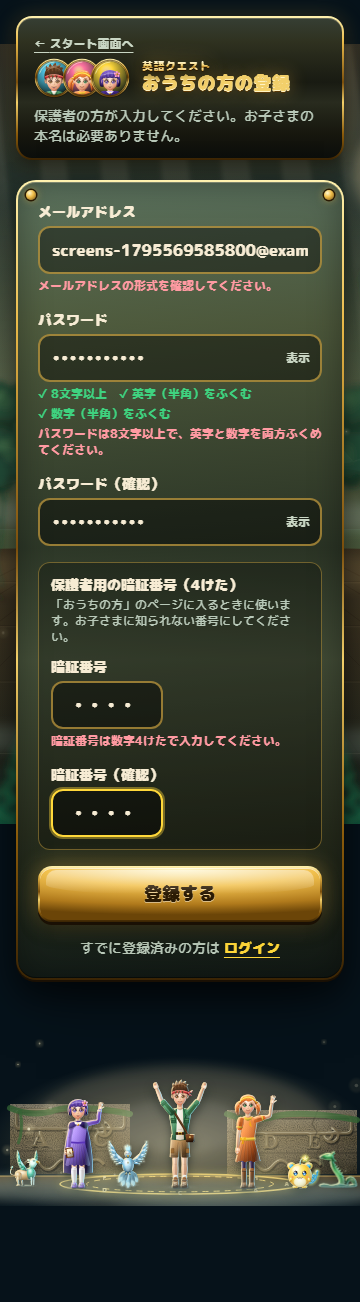 ← スタート画面へ
英語クエスト
おうちの方の登録
保護者の方が入力してください。お子さまの
本名は必要ありません。
メールアドレス
screens-1795569585800@exam
メールアドレスの形式を確認してください。
パスワード
••••••••••• 表示
✓ 8文字以上 ✓ 英字（半角）をふくむ
✓ 数字（半角）をふくむ
パスワードは8文字以上で、英字と数字を両方ふくめ
てください。
パスワード（確認）
••••••••••• 表示
保護者用の暗証番号（4けた）
「おうちの方」のページに入るときに使いま
す。お子さまに知られない番号にしてくださ
い。
暗証番号
••••
暗証番号は数字4けたで入力してください。
暗証番号（確認）
••••
登録する
すでに登録済みの方は ログイン
A D E